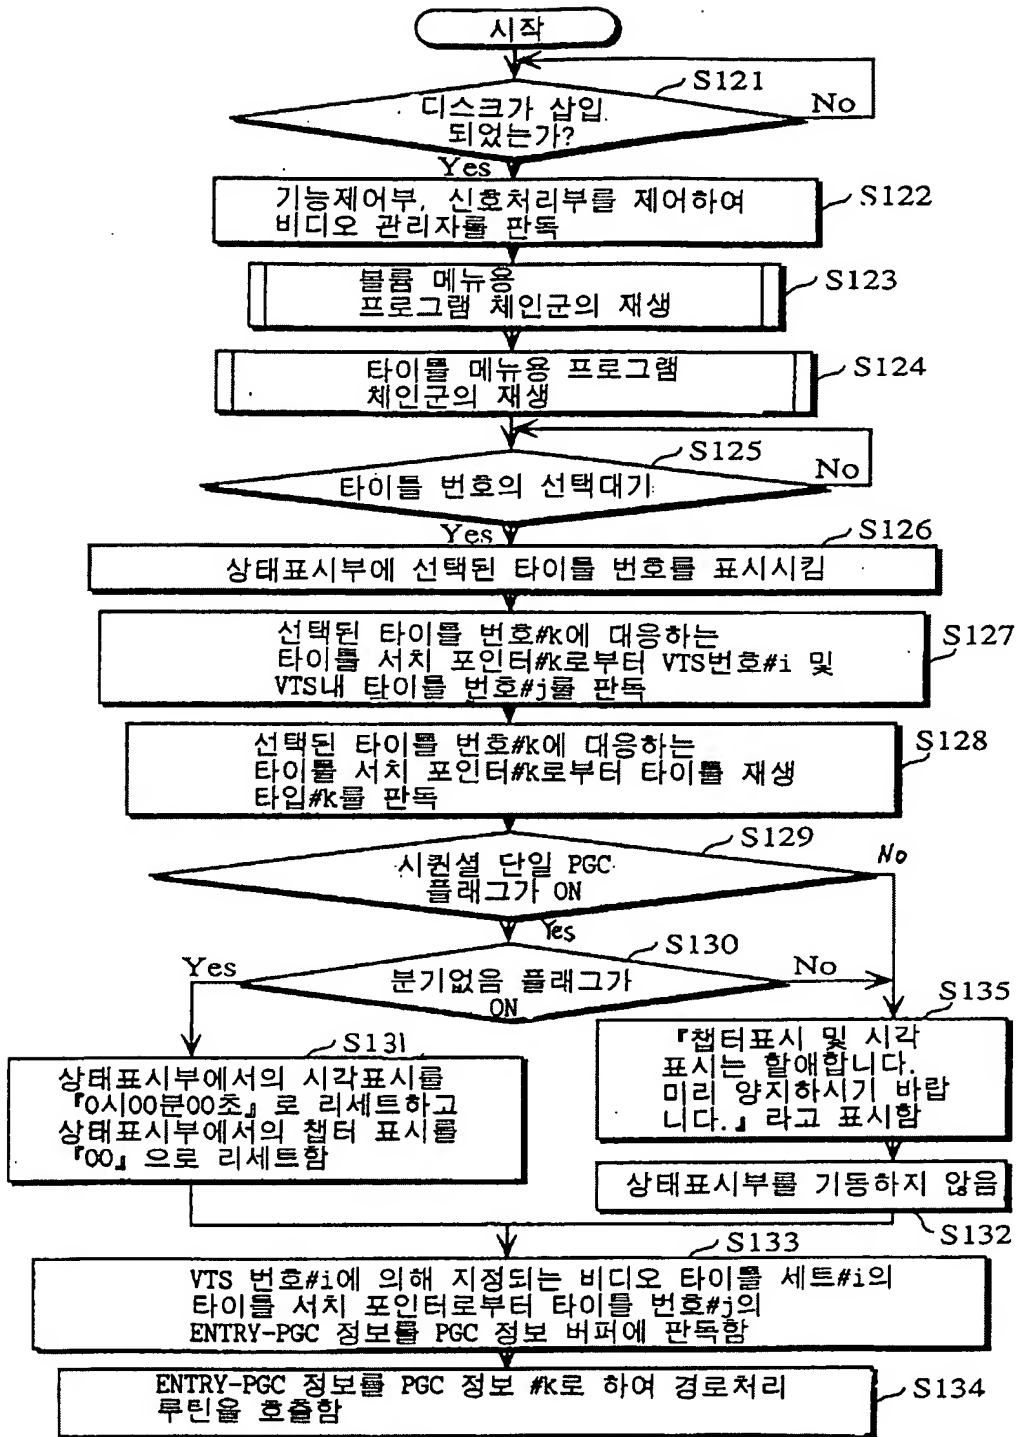 시작
S121
디스크가 삽입
되었는가?
No
Yes
기능제어부, 신호처리부를 제어하여
비디오 관리자를 판독
S122
볼륨 메뉴용
프로그램 체인군의 재생
S123
타이틀 메뉴용 프로그램
체인군의 재생
S124
S125
타이틀 번호의 선택대기
No
Yes
S126
상태표시부에 선택된 타이틀 번호를 표시시킴
선택된 타이틀 번호#k에 대응하는
타이틀 서치 포인터#k로부터 VTS번호#i 및
VTS내 타이틀 번호#j를 판독
S127
선택된 타이틀 번호#k에 대응하는
타이틀 서치 포인터#k로부터 타이틀 재생
타입#k를 판독
S128
S129
시퀀셜 단일 PGC
플래그가 ON
No
Yes
S130
분기없음 플래그가
ON
Yes
No
S131
상태표시부에서의 시각표시를
『0시00분00초』로 리세트하고
상태표시부에서의 챕터 표시를
『00』으로 리세트함
S135
『챕터표시 및 시각
표시는 할애합니다.
미리 양지하시기 바랍
니다.』라고 표시함
상태표시부를 기동하지 않음
S132
S133
VTS 번호#i에 의해 지정되는 비디오 타이틀 세트#i의
타이틀 서치 포인터로부터 타이틀 번호#j의
ENTRY-PGC 정보를 PGC 정보 버퍼에 판독함
ENTRY-PGC 정보를 PGC 정보 #k로 하여 경로처리
루틴을 호출함
S134